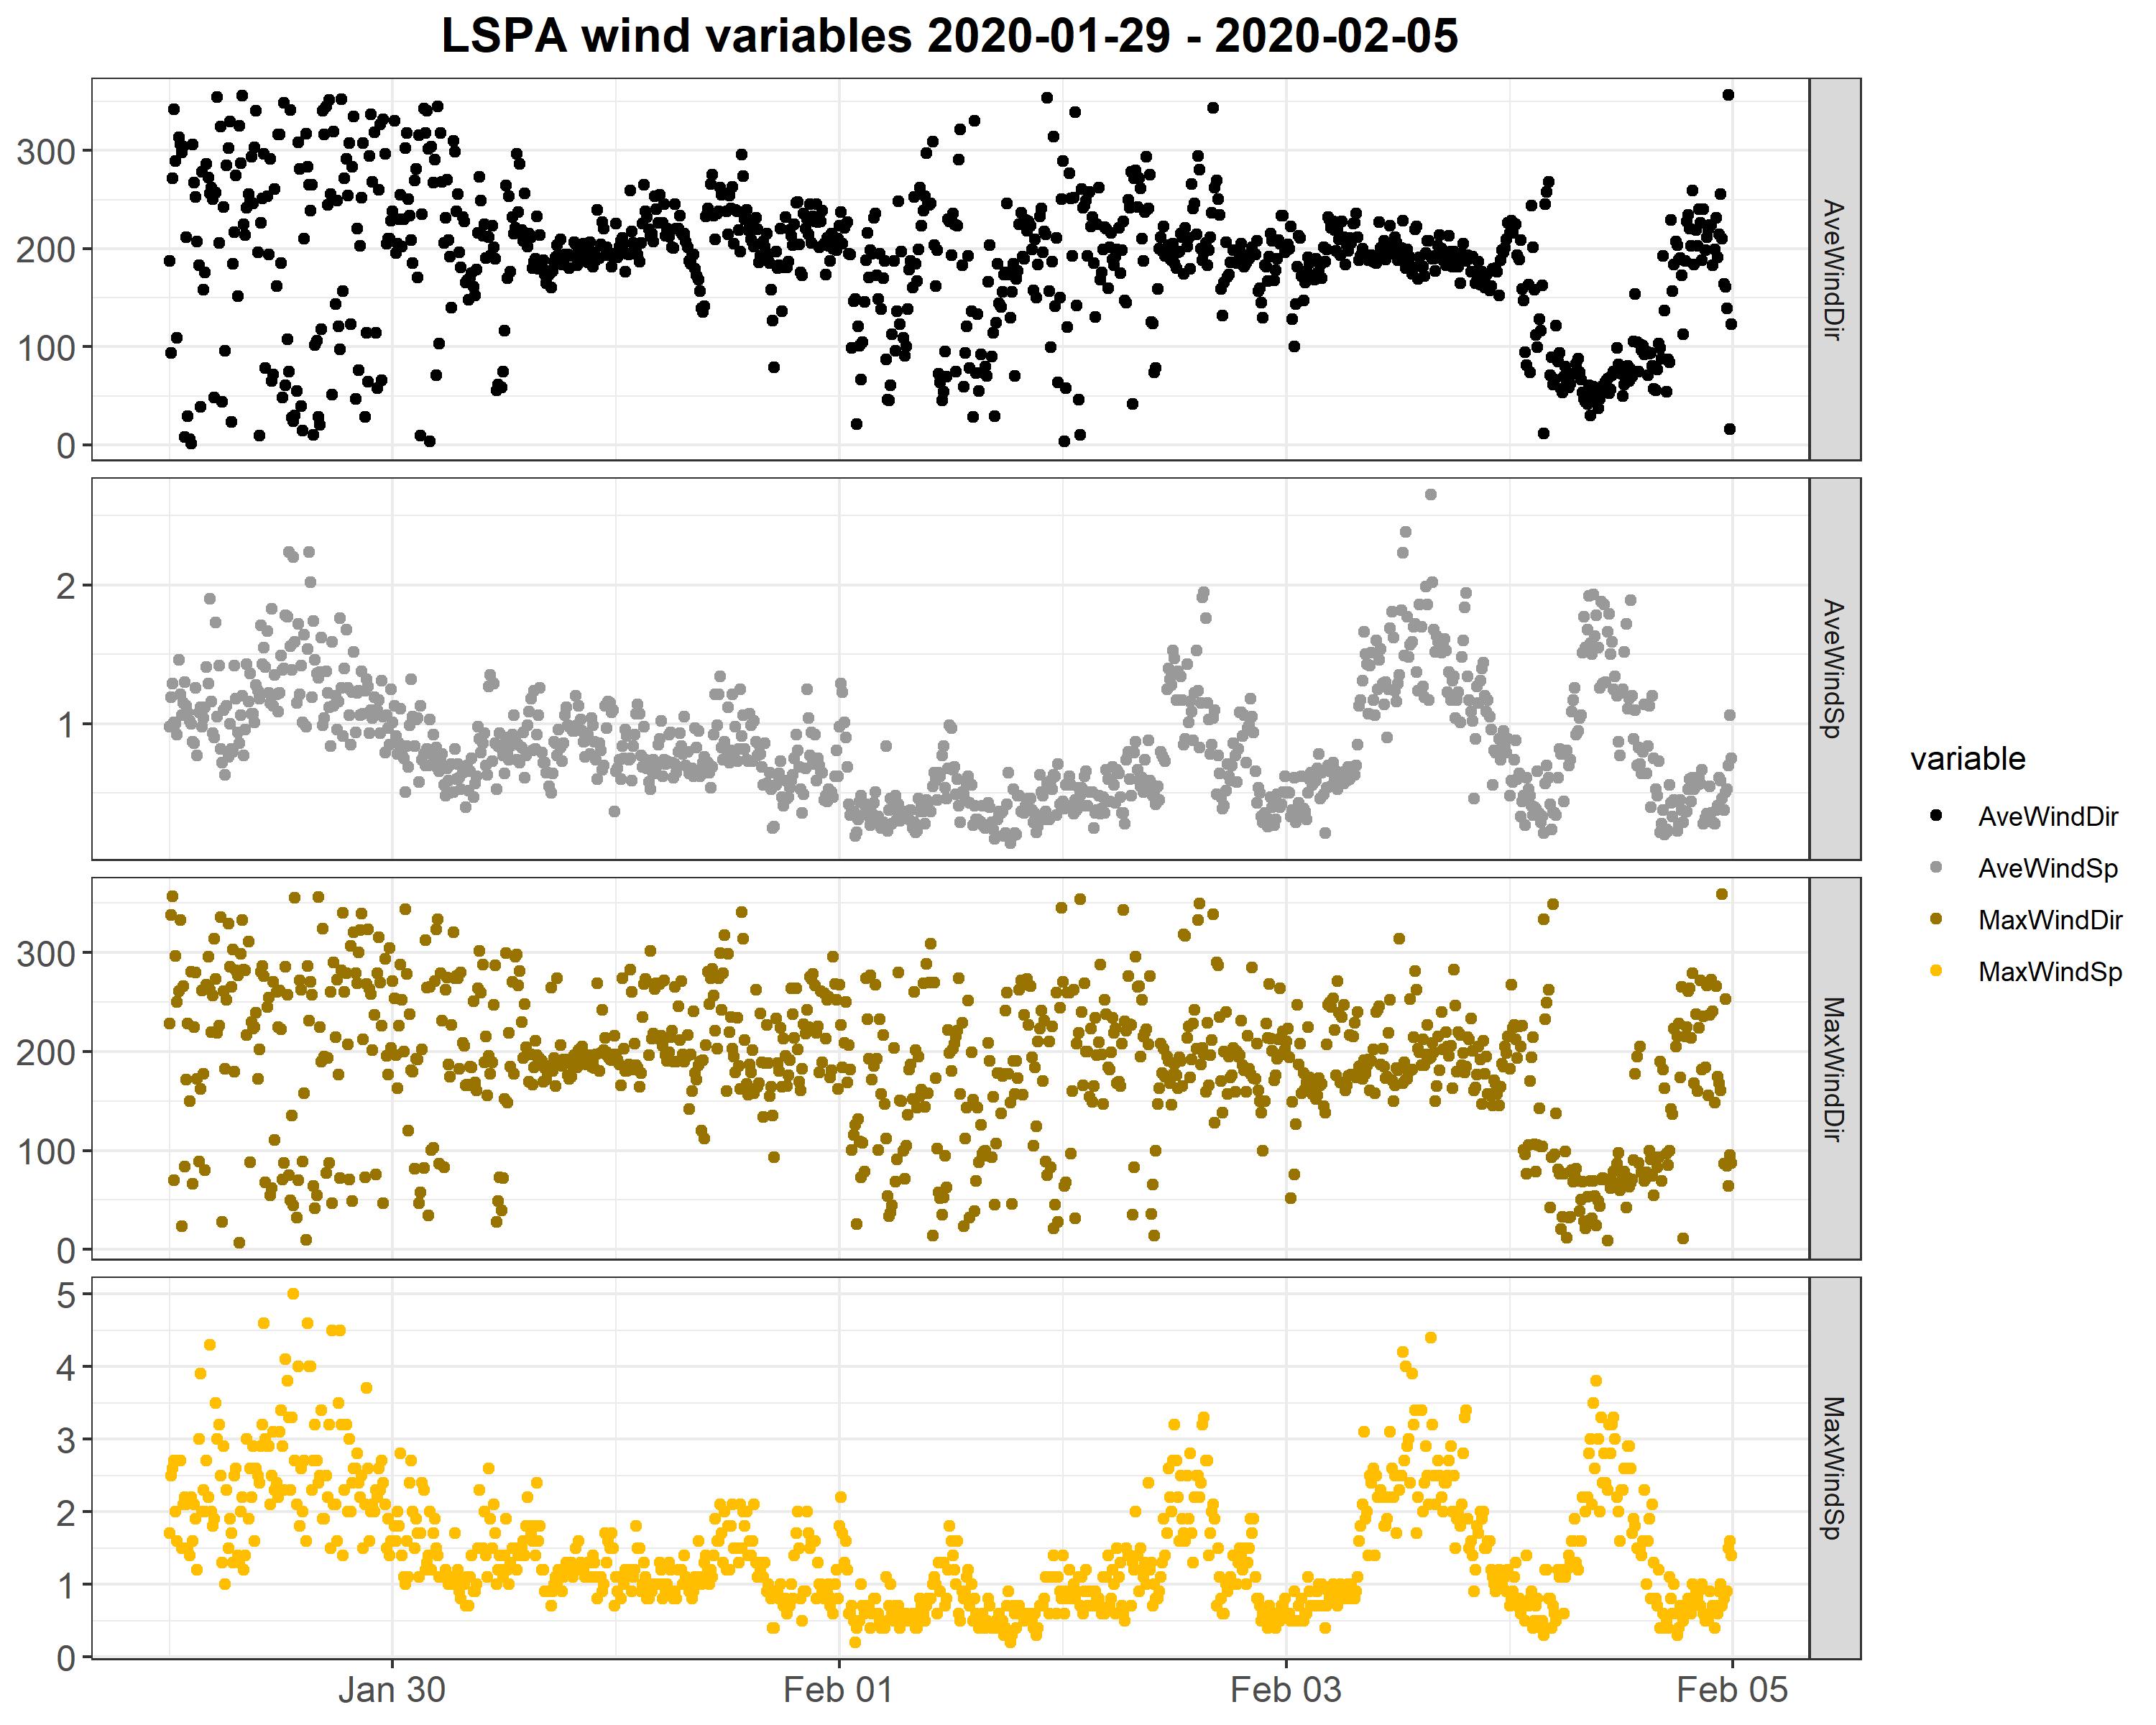 LSPA wind variables 2020-01-29 - 2020-02-05
300
200
100
0
AveWindDir
2
1
AveWindSp
300
200
100
0
MaxWindDir
5
4
3
2
1
0
MaxWindSp
Jan 30 Feb 01 Feb 03 Feb 05
variable
AveWindDir
AveWindSp
MaxWindDir
MaxWindSp